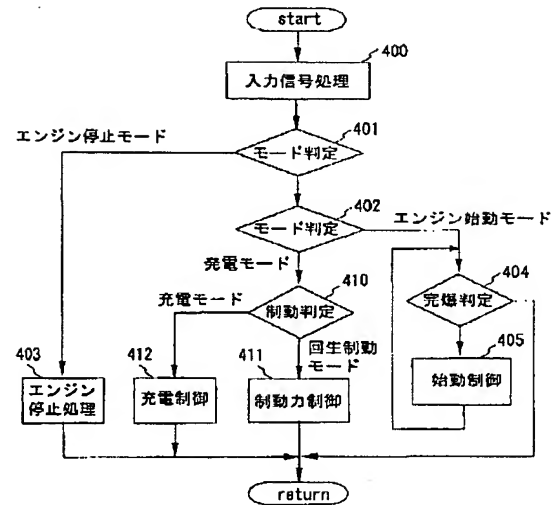 start
400
入力信号処理
エンジン停止モード
401
モード判定
402
モード判定
エンジン始動モード
発電モード
410
404
充電モード
制動判定
完爆判定
403
412
411
回生制動
モード
405
エンジン
停止処理
充電制御
制動力制御
始動制御
return